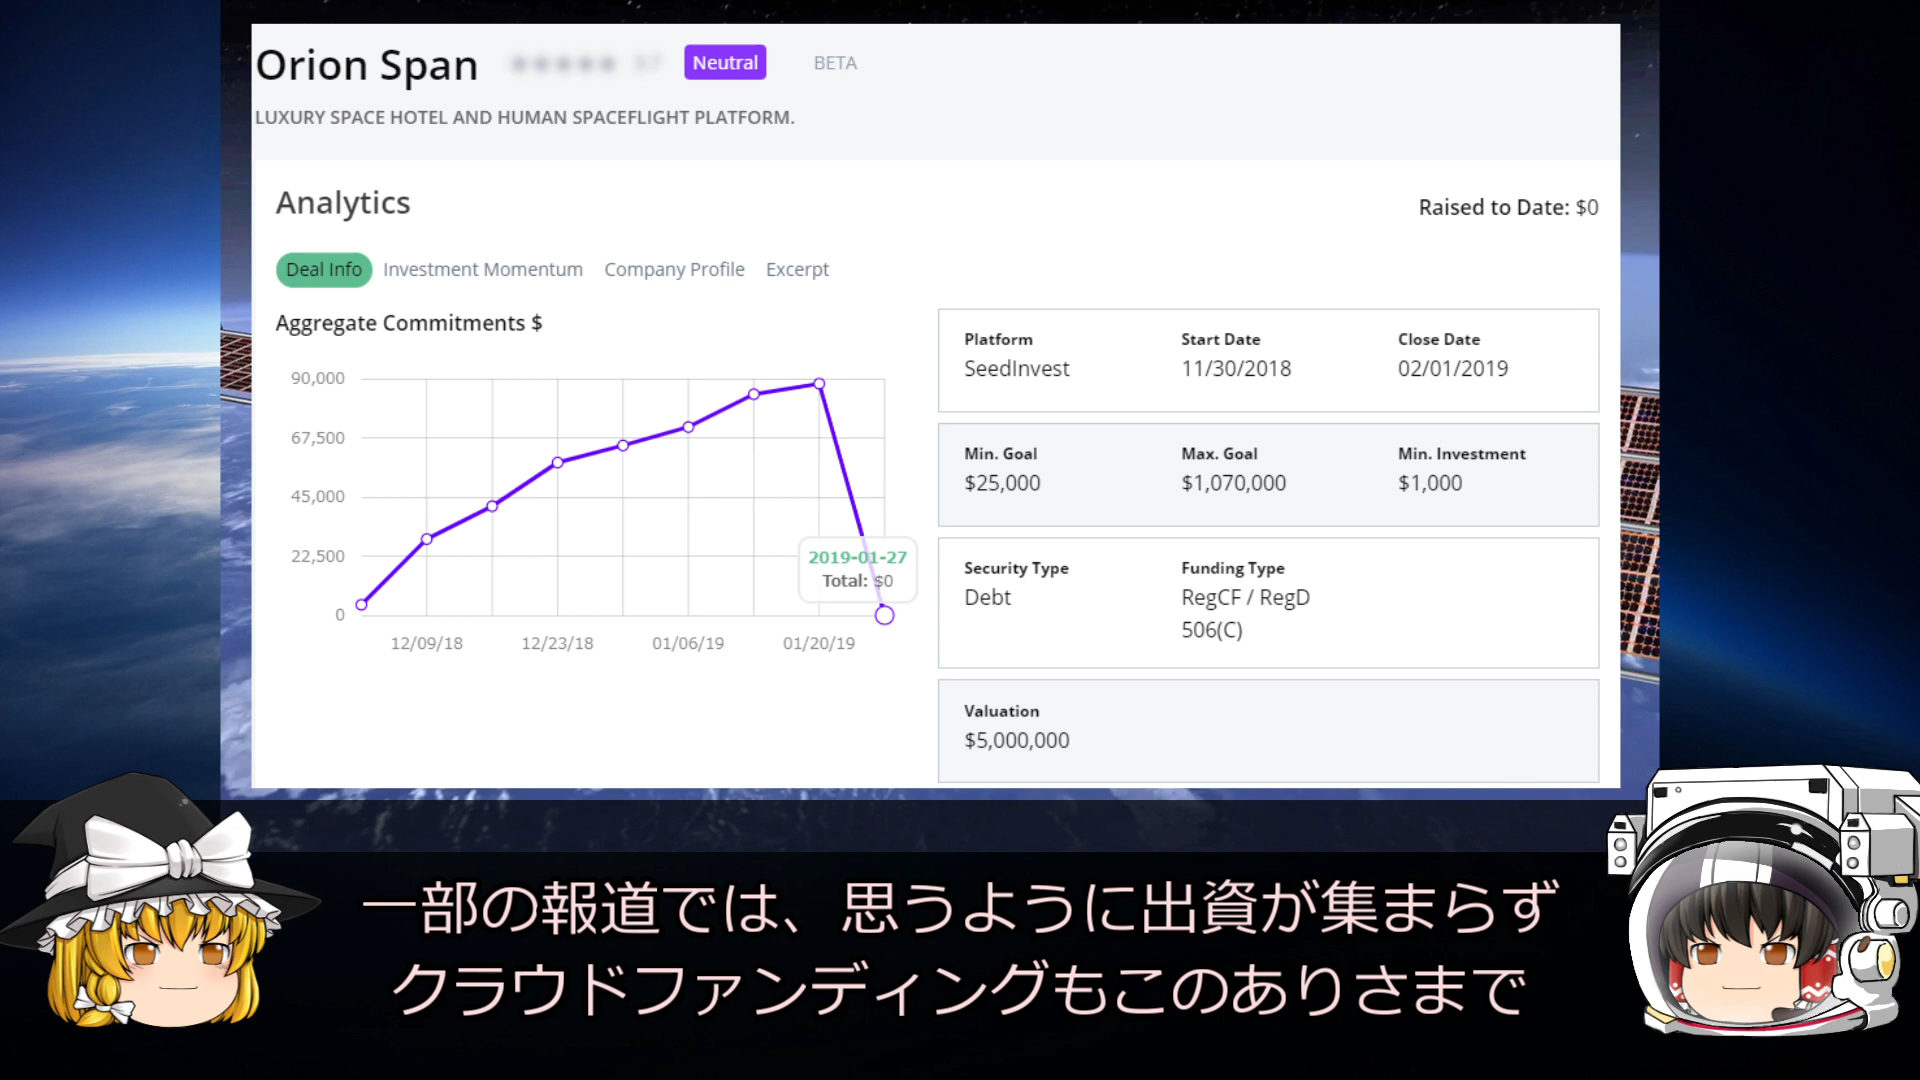 Orion Span
Neutral
BETA
LUXURY SPACE HOTEL AND HUMAN SPACEFLIGHT PLATFORM.
Analytics
Raised to Date: $0
Deal Info
Investment Momentum
Company Profile
Excerpt
Aggregate Commitments $
90,000
67,500
45,000
22,500
0
12/09/18
12/23/18
01/06/19
01/20/19
2019-01-27
Total: $0
Platform
SeedInvest
Start Date
11/30/2018
Close Date
02/01/2019
Min. Goal
$25,000
Max. Goal
$1,070,000
Min. Investment
$1,000
Security Type
Debt
Funding Type
RegCF / RegD
506(C)
Valuation
$5,000,000
一部の報道では、思うように出資が集まらず
クラウドファンディングもこのありさまで